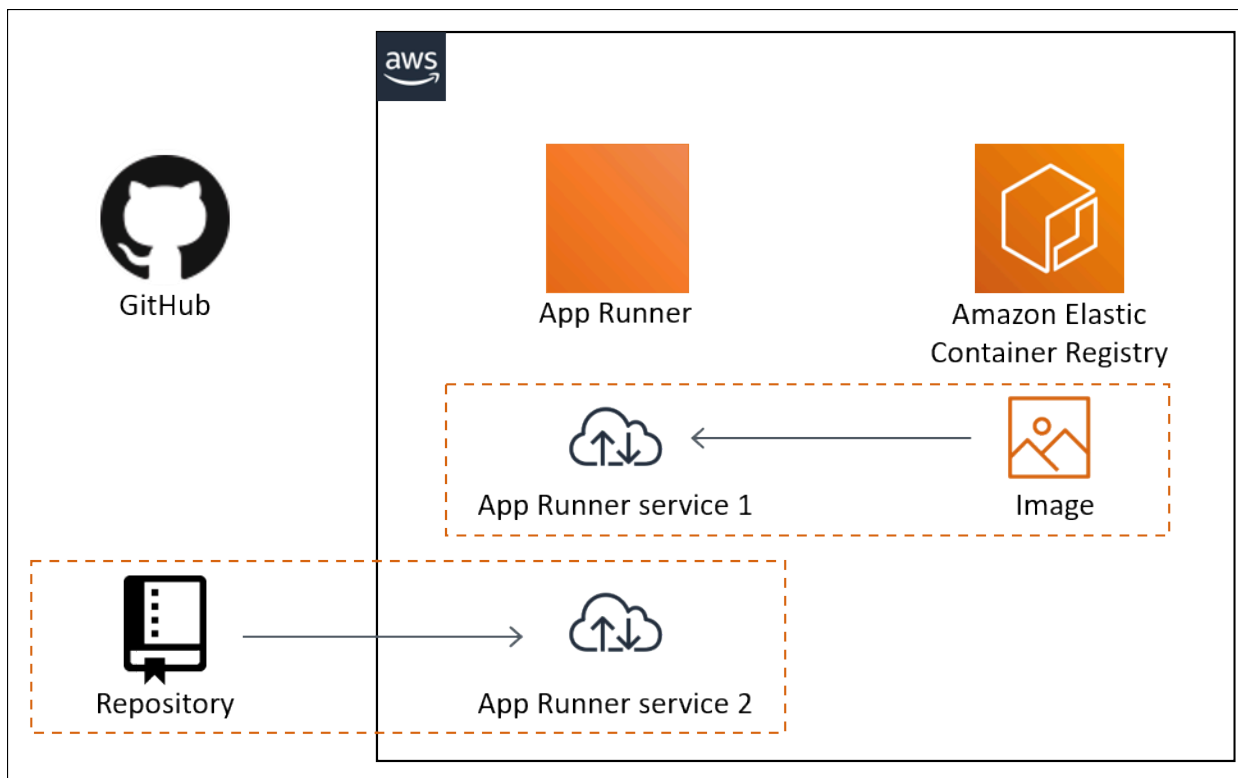 aws
GitHub
App Runner
Amazon Elastic
Container Registry
App Runner service 1
Image
Repository
App Runner service 2